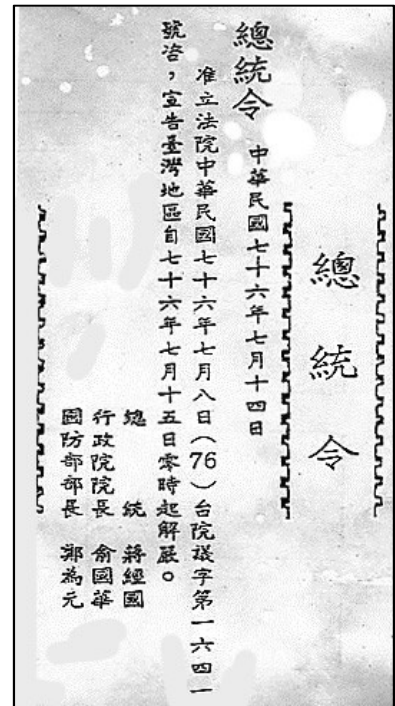 總統令
總統令 中華民國七十六年七月十四日
准立法院中華民國七十六年七月八日（76）台院議字第一六四一
號咨，宣告臺灣地區自七十六年七月十五日零時起解嚴。
總統 蔣經國
行政院院長 俞國華
國防部部長 鄭為元